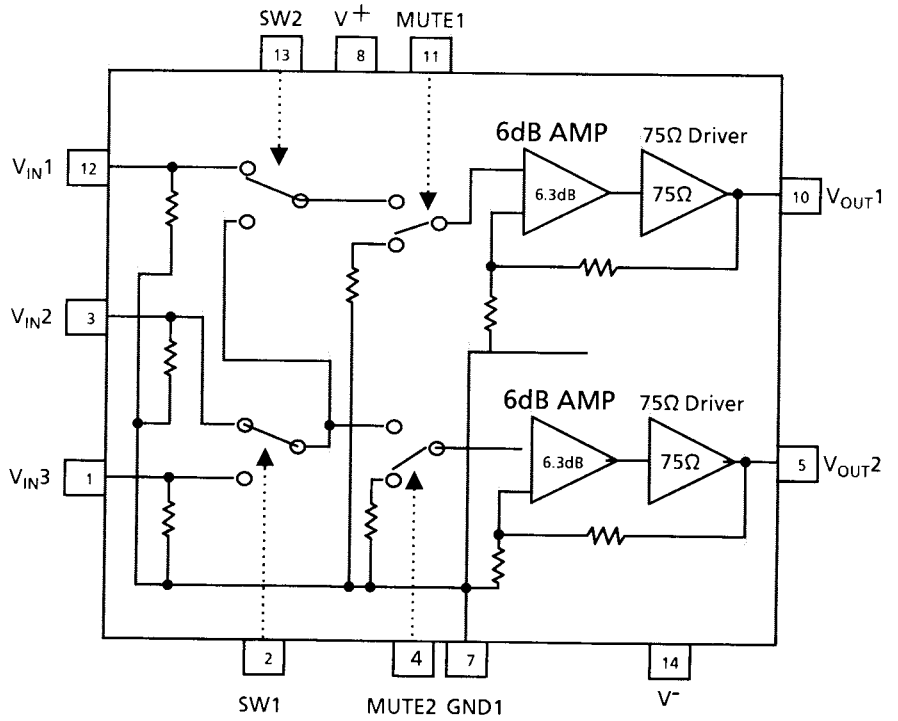 SW2 V+ MUTE1
13 8 11
6dB AMP 75Ω Driver
VIN1 12
6.3dB 75Ω
10 VOUT1
VIN2 3
6dB AMP 75Ω Driver
VIN3 1
6.3dB 75Ω
5 VOUT2
2 4 7 14
SW1 MUTE2 GND1 V-